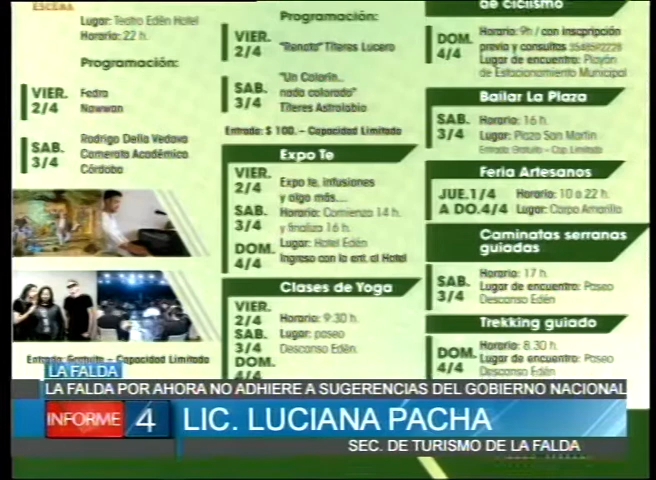 ESCENA
Lugar: Teatro Edén Hotel
Horario: 22 h.
Programación:
VIER. 2/4
Fedra
Nawwan
SAB. 3/4
Rodrigo Della Vedova
Camerata Académica
Córdoba
Entrada: Gratuita - Capacidad Limitada
Programación:
VIER. 2/4
"Renata" Títeres Lucero
SAB. 3/4
"Un Colorín...
nada colorado"
Títeres Astrolabio
Entrada: $ 100. - Capacidad Limitada
Expo Te
VIER. 2/4
SAB. 3/4
DOM. 4/4
Expo te, infusiones
y algo más....
Horario: Comienza 14 h.
y finaliza 16 h.
Lugar: Hotel Edén
Ingreso con la ent. al Hotel
Clases de Yoga
VIER. 2/4
SAB. 3/4
DOM. 4/4
Horario: 9:30 h.
Lugar: paseo
Descanso Edén.
de ciclismo
DOM. 4/4
Horario: 9h / con inscripción
previa y consultas 3548592228
Lugar de encuentro: Playón
de Estacionamiento Municipal
Bailar La Plaza
SAB. 3/4
Horario: 16 h.
Lugar: Plaza San Martín
Entrada Gratuita - Cap. Limitada
Feria Artesanos
JUE.1/4
A DO.4/4
Horario: 10 a 22 h.
Lugar: Carpa Amarilla
Caminatas serranas
guiadas
SAB. 3/4
Horario: 17 h.
Lugar de encuentro: Paseo
Descanso Edén
Trekking guiado
DOM. 4/4
Horario: 8.30 h.
Lugar de encuentro: Paseo
Descanso Edén
LA FALDA
LA FALDA POR AHORA NO ADHIERE A SUGERENCIAS DEL GOBIERNO NACIONAL
INFORME 4
LIC. LUCIANA PACHA
SEC. DE TURISMO DE LA FALDA